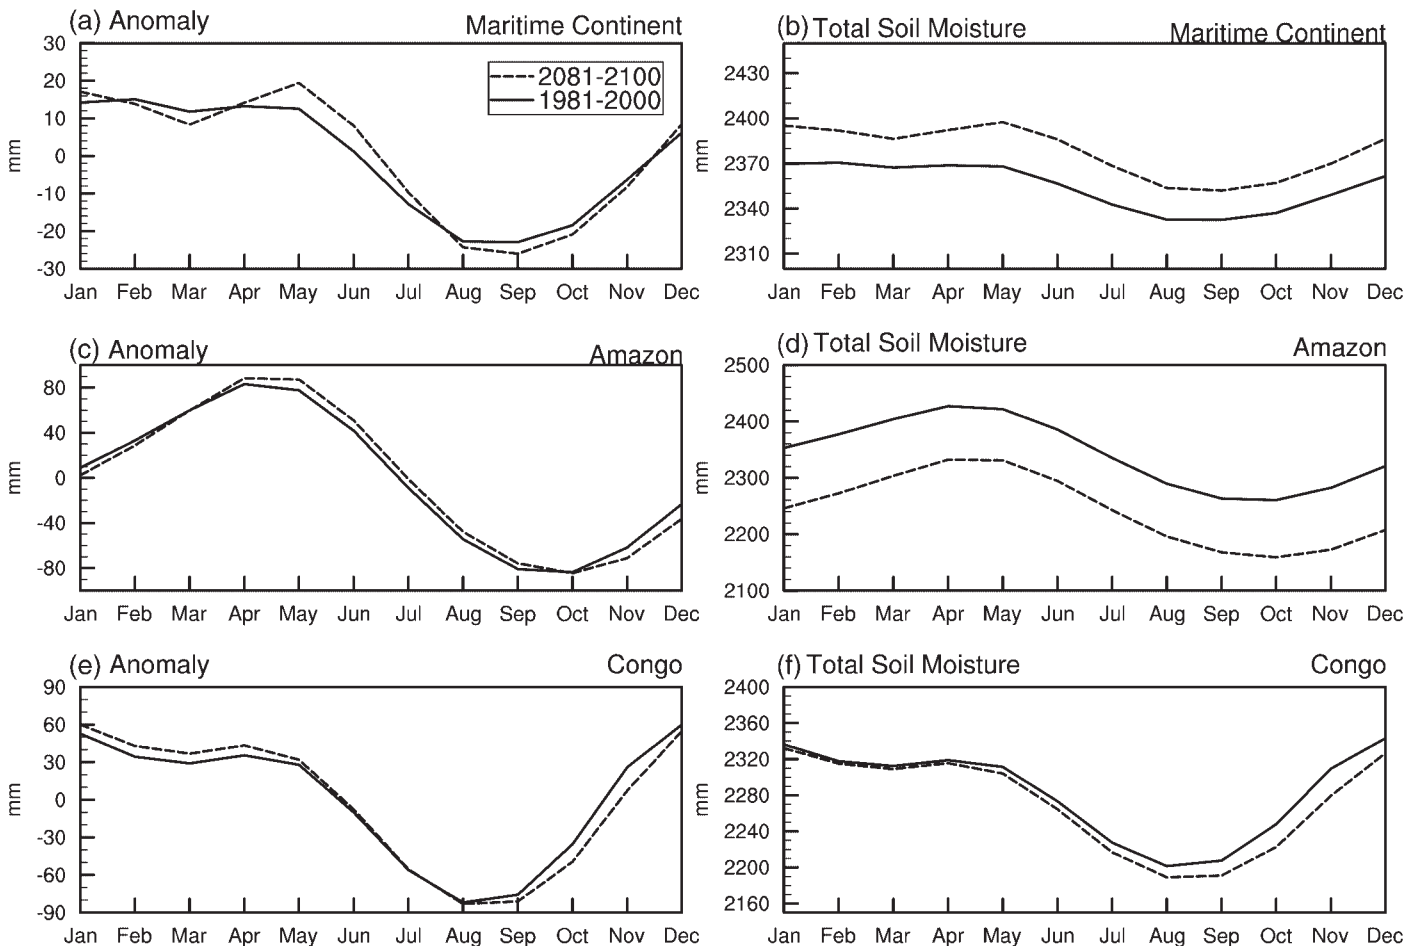 (a) Anomaly Maritime Continent
30
20
10
0
-10
-20
-30
mm
2081-2100
1981-2000
Jan Feb Mar Apr May Jun Jul Aug Sep Oct Nov Dec
(b) Total Soil Moisture Maritime Continent
2430
2400
2370
2340
2310
mm
Jan Feb Mar Apr May Jun Jul Aug Sep Oct Nov Dec
(c) Anomaly Amazon
80
40
0
-40
-80
mm
Jan Feb Mar Apr May Jun Jul Aug Sep Oct Nov Dec
(d) Total Soil Moisture Amazon
2500
2400
2300
2200
2100
mm
Jan Feb Mar Apr May Jun Jul Aug Sep Oct Nov Dec
(e) Anomaly Congo
90
60
30
0
-30
-60
-90
mm
Jan Feb Mar Apr May Jun Jul Aug Sep Oct Nov Dec
(f) Total Soil Moisture Congo
2400
2360
2320
2280
2240
2200
2160
mm
Jan Feb Mar Apr May Jun Jul Aug Sep Oct Nov Dec